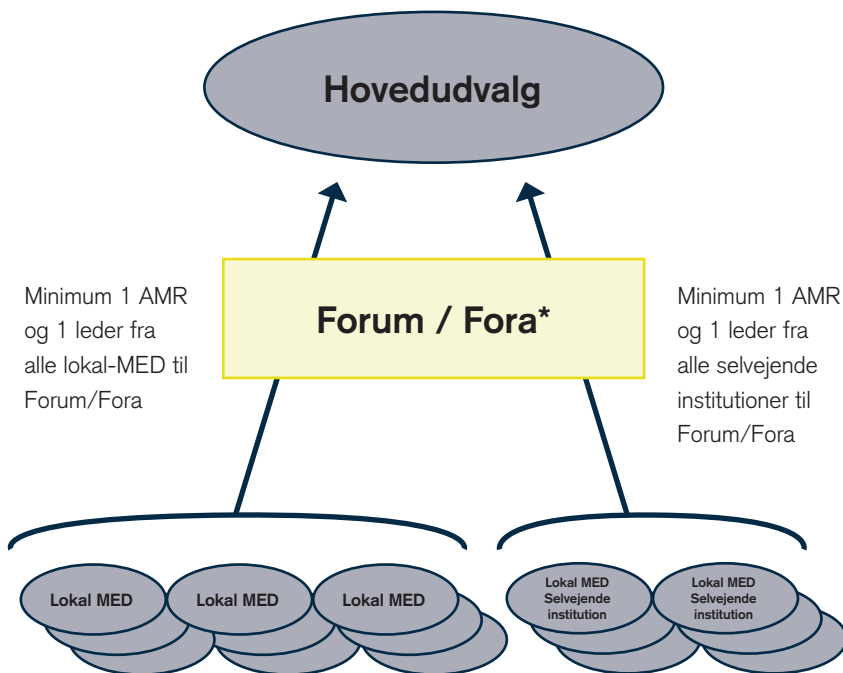 Hovedudvalg
Minimum 1 AMR
og 1 leder fra
alle lokal-MED til
Forum/Fora
Forum / Fora*
Minimum 1 AMR
og 1 leder fra
alle selvejende
institutioner til
Forum/Fora
Lokal MED
Lokal MED
Lokal MED
Lokal MED
Selvejende
institution
Lokal MED
Selvejende
institution